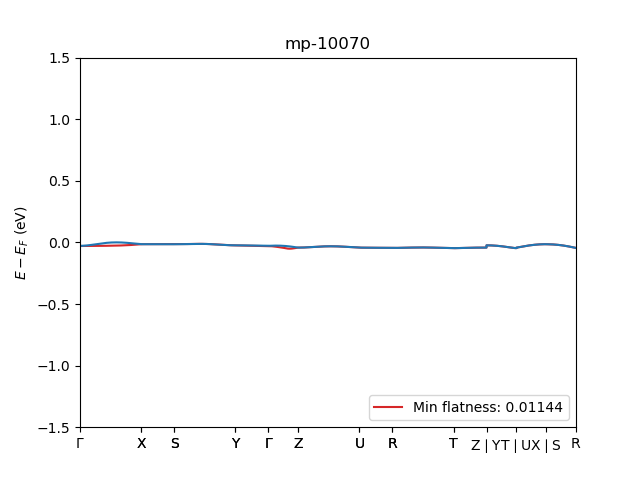 mp-10070
1.5
1.0
0.5
0.0
−0.5
−1.0
−1.5
E − E_F (eV)
Min flatness: 0.01144
Γ X S Y Γ Z U R T Z | YT | UX | S R